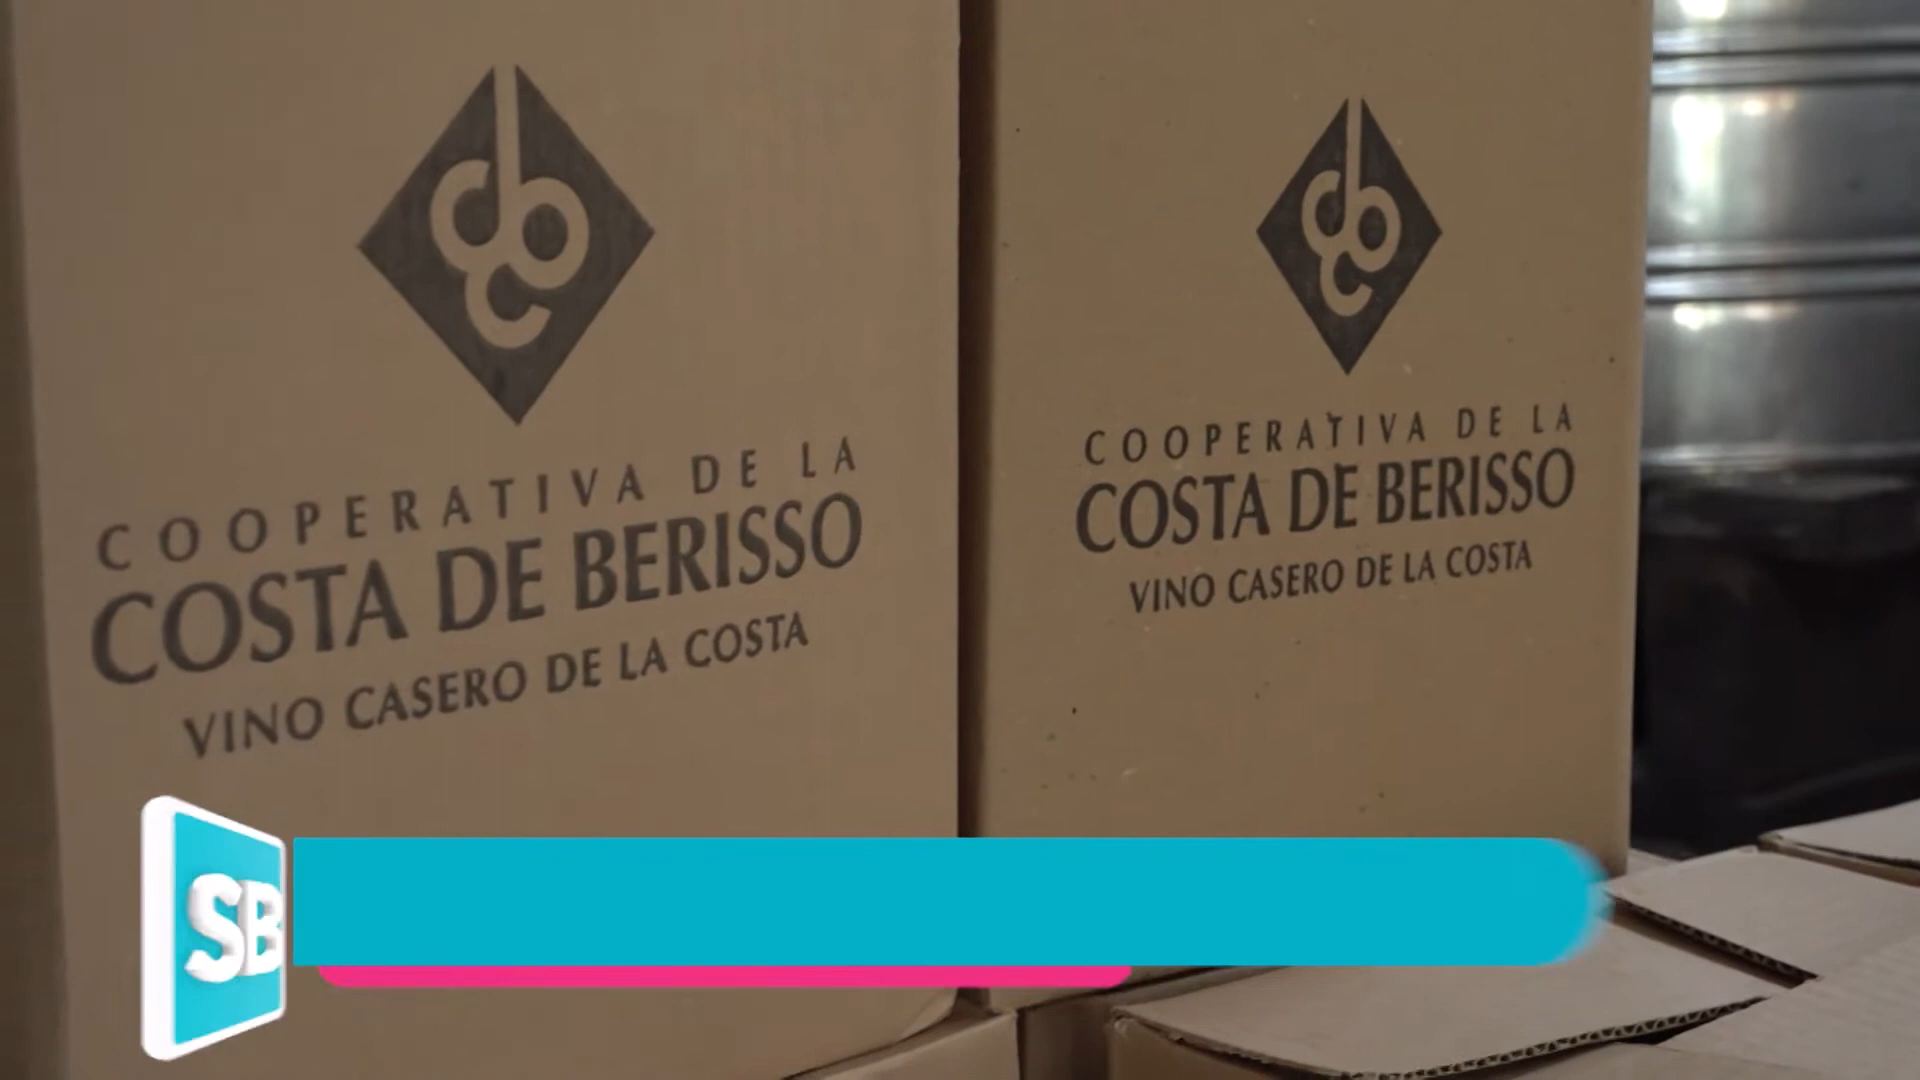 COOPERATIVA DE LA
COSTA DE BERISSO
VINO CASERO DE LA COSTA
COOPERATIVA DE LA
COSTA DE BERISSO
VINO CASERO DE LA COSTA
SB